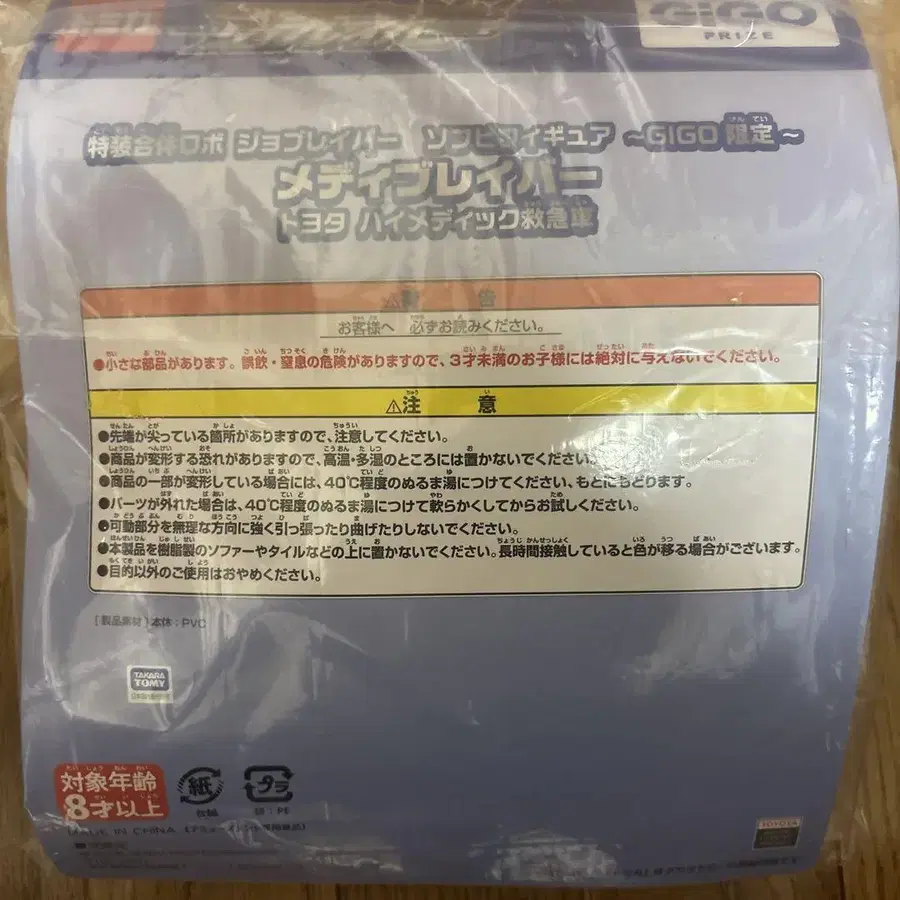 トミカ
GiGO
PRIZE
特装合体ロボ ジョブレイバー ソフビフィギュア ～GiGO限定～
メディブレイバー
トヨタ ハイメディック救急車
⚠警 告
お客様へ 必ずお読みください。
●小さな部品があります。誤飲・窒息の危険がありますので、3才未満のお子様には絶対に与えないでください。
⚠注 意
●先端が尖っている箇所がありますので、注意してください。
●商品が変形する恐れがありますので、高温・多湿のところには置かないでください。
●商品の一部が変形している場合には、40℃程度のぬるま湯につけてください。もとにもどります。
●パーツが外れた場合は、40℃程度のぬるま湯につけて軟らかくしてからお試しください。
●可動部分を無理な方向に強く引っ張ったり曲げたりしないでください。
●本製品を樹脂製のソファーやタイルなどの上に置かないでください。長時間接触していると色が移る場合がございます。
●目的以外のご使用はおやめください。
[製品素材]本体：PVC
TAKARA
TOMY
対象年齢
8才以上
紙
台紙
プラ
袋：PE
MADE IN CHINA
TOYOTA